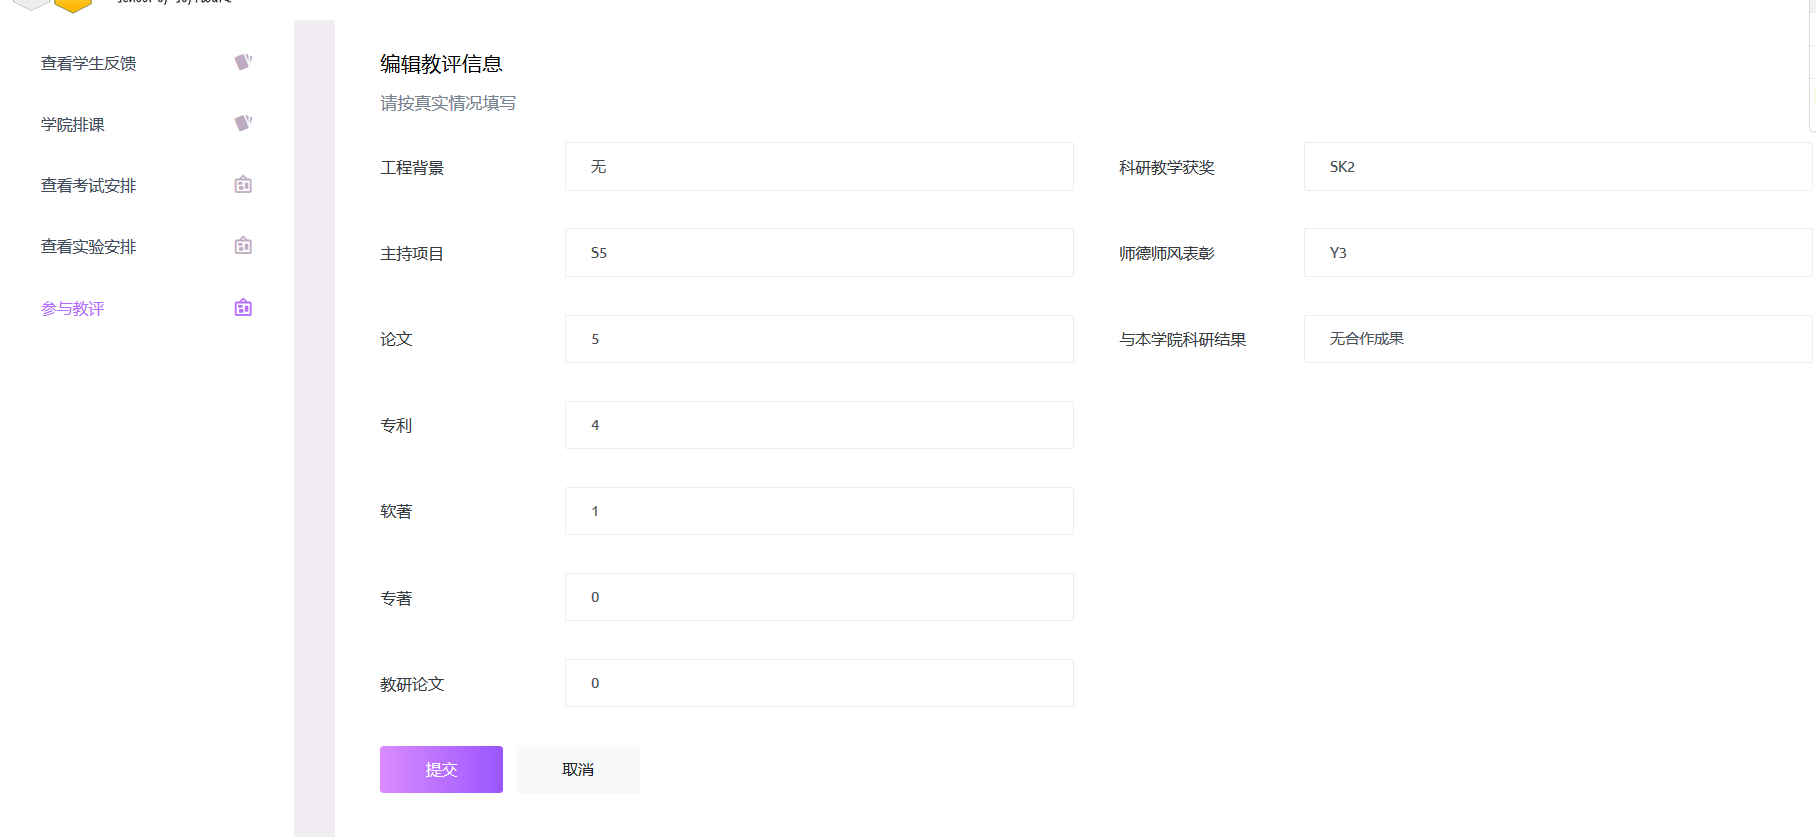 查看学生反馈
学院排课
查看考试安排
查看实验安排
参与教评
编辑教评信息
请按真实情况填写
工程背景
无
主持项目
S5
论文
5
专利
4
软著
1
专著
0
教研论文
0
科研教学获奖
SK2
师德师风表彰
Y3
与本学院科研结果
无合作成果
提交
取消